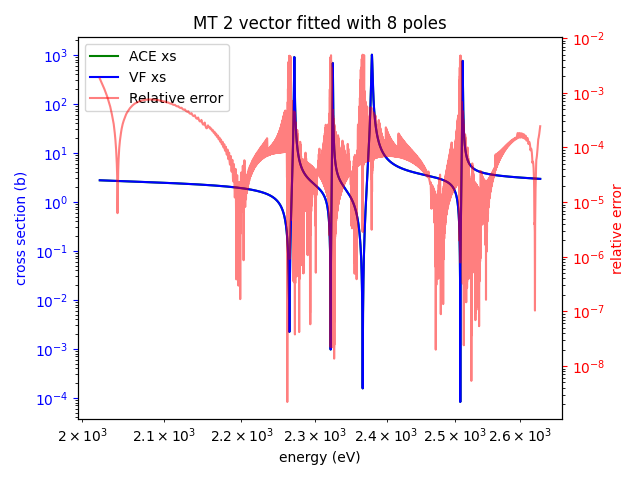 MT 2 vector fitted with 8 poles
ACE xs
VF xs
Relative error
10³
10²
10¹
10⁰
10⁻¹
10⁻²
10⁻³
10⁻⁴
cross section (b)
10⁻²
10⁻³
10⁻⁴
10⁻⁵
10⁻⁶
10⁻⁷
10⁻⁸
relative error
2 × 10³ 2.1 × 10³ 2.2 × 10³ 2.3 × 10³ 2.4 × 10³ 2.5 × 10³ 2.6 × 10³
energy (eV)